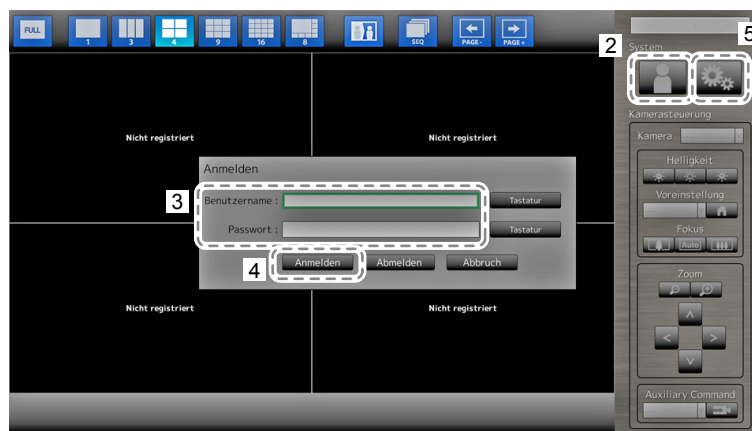 FULL
1
3
4
9
16
8
SEQ
PAGE-
PAGE+
2
5
System
Kamerasteuerung
Kamera
Nicht registriert
Nicht registriert
Helligkeit
Anmelden
Voreinstellung
3
Benutzername :
Tastatur
Passwort :
Tastatur
Fokus
Auto
4
Anmelden
Abmelden
Abbruch
Zoom
Nicht registriert
Nicht registriert
Auxiliary Command